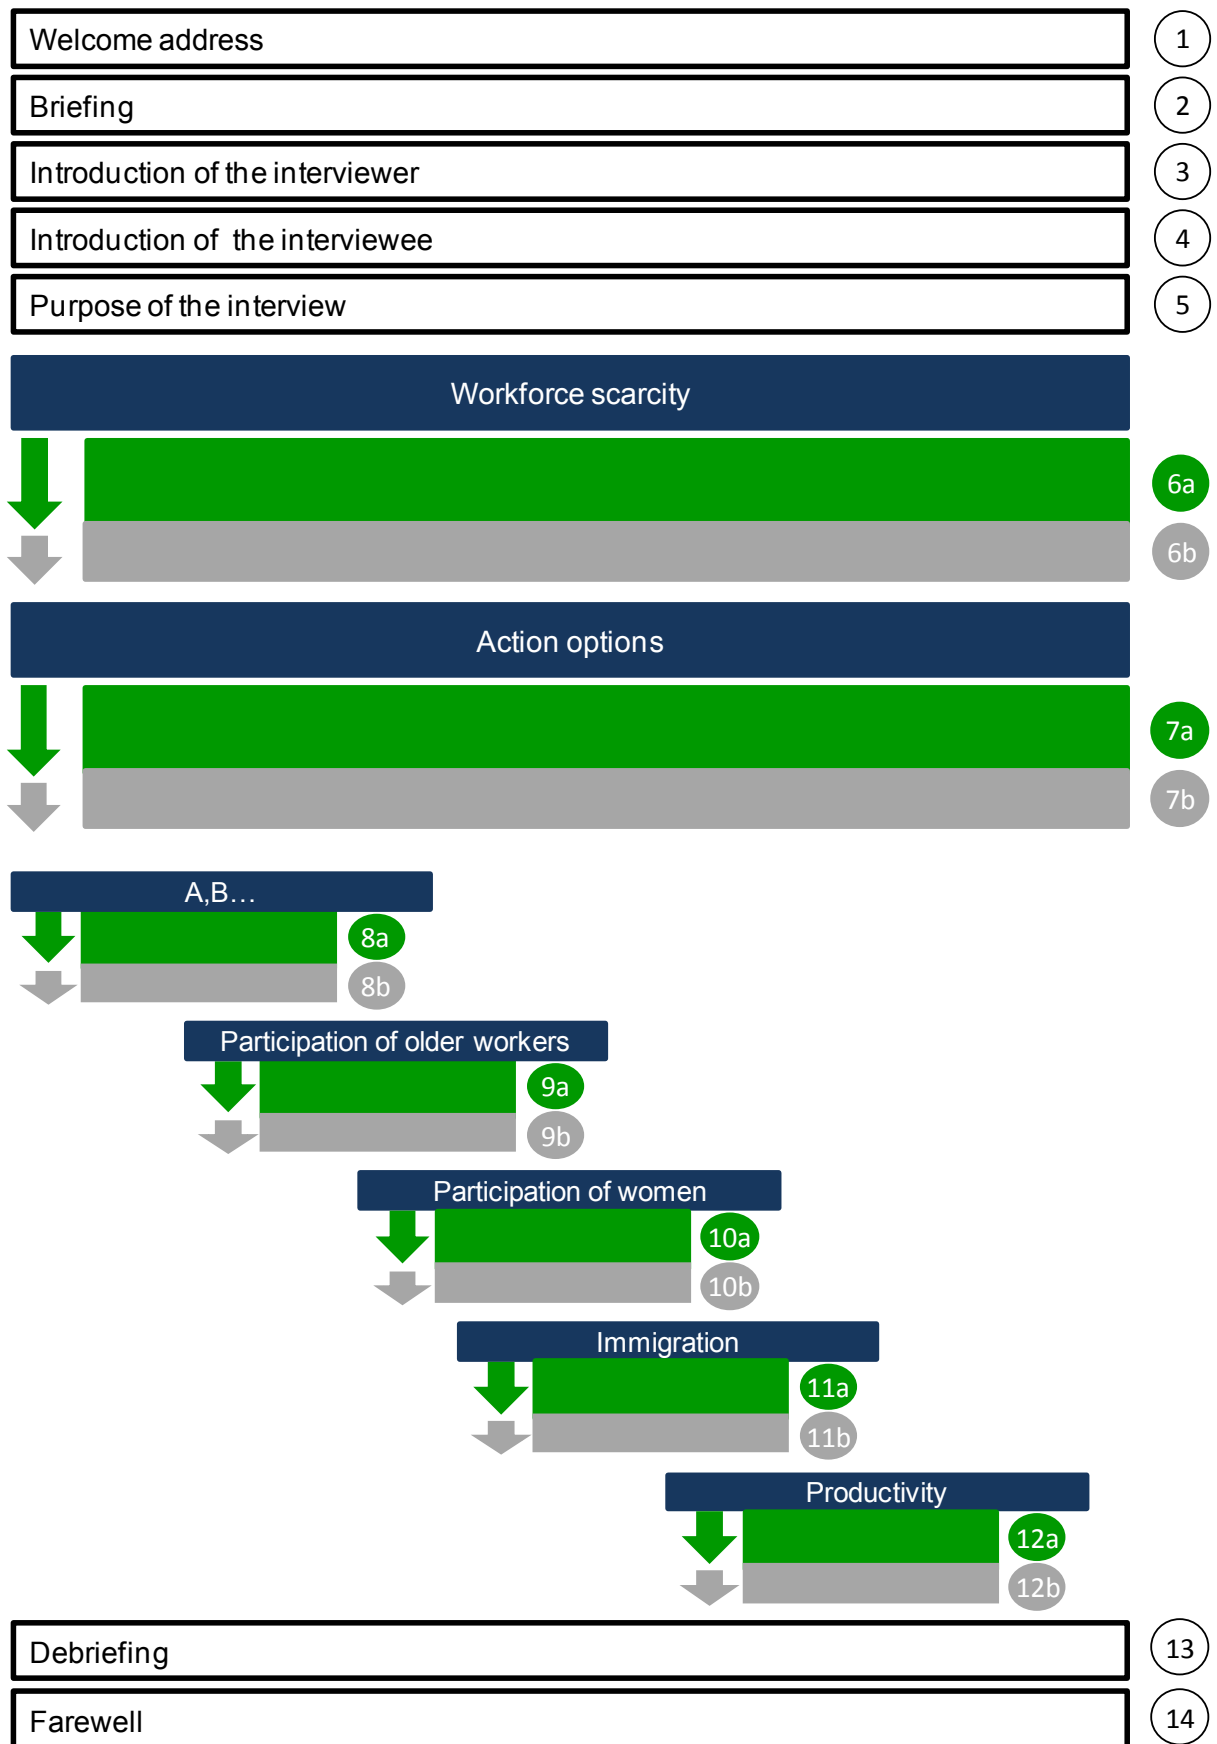 Welcome address 1
Briefing 2
Introduction of the interviewer 3
Introduction of the interviewee 4
Purpose of the interview 5
Workforce scarcity
6a
6b
Action options
7a
7b
A,B…
8a
8b
Participation of older workers
9a
9b
Participation of women
10a
10b
Immigration
11a
11b
Productivity
12a
12b
Debriefing 13
Farewell 14